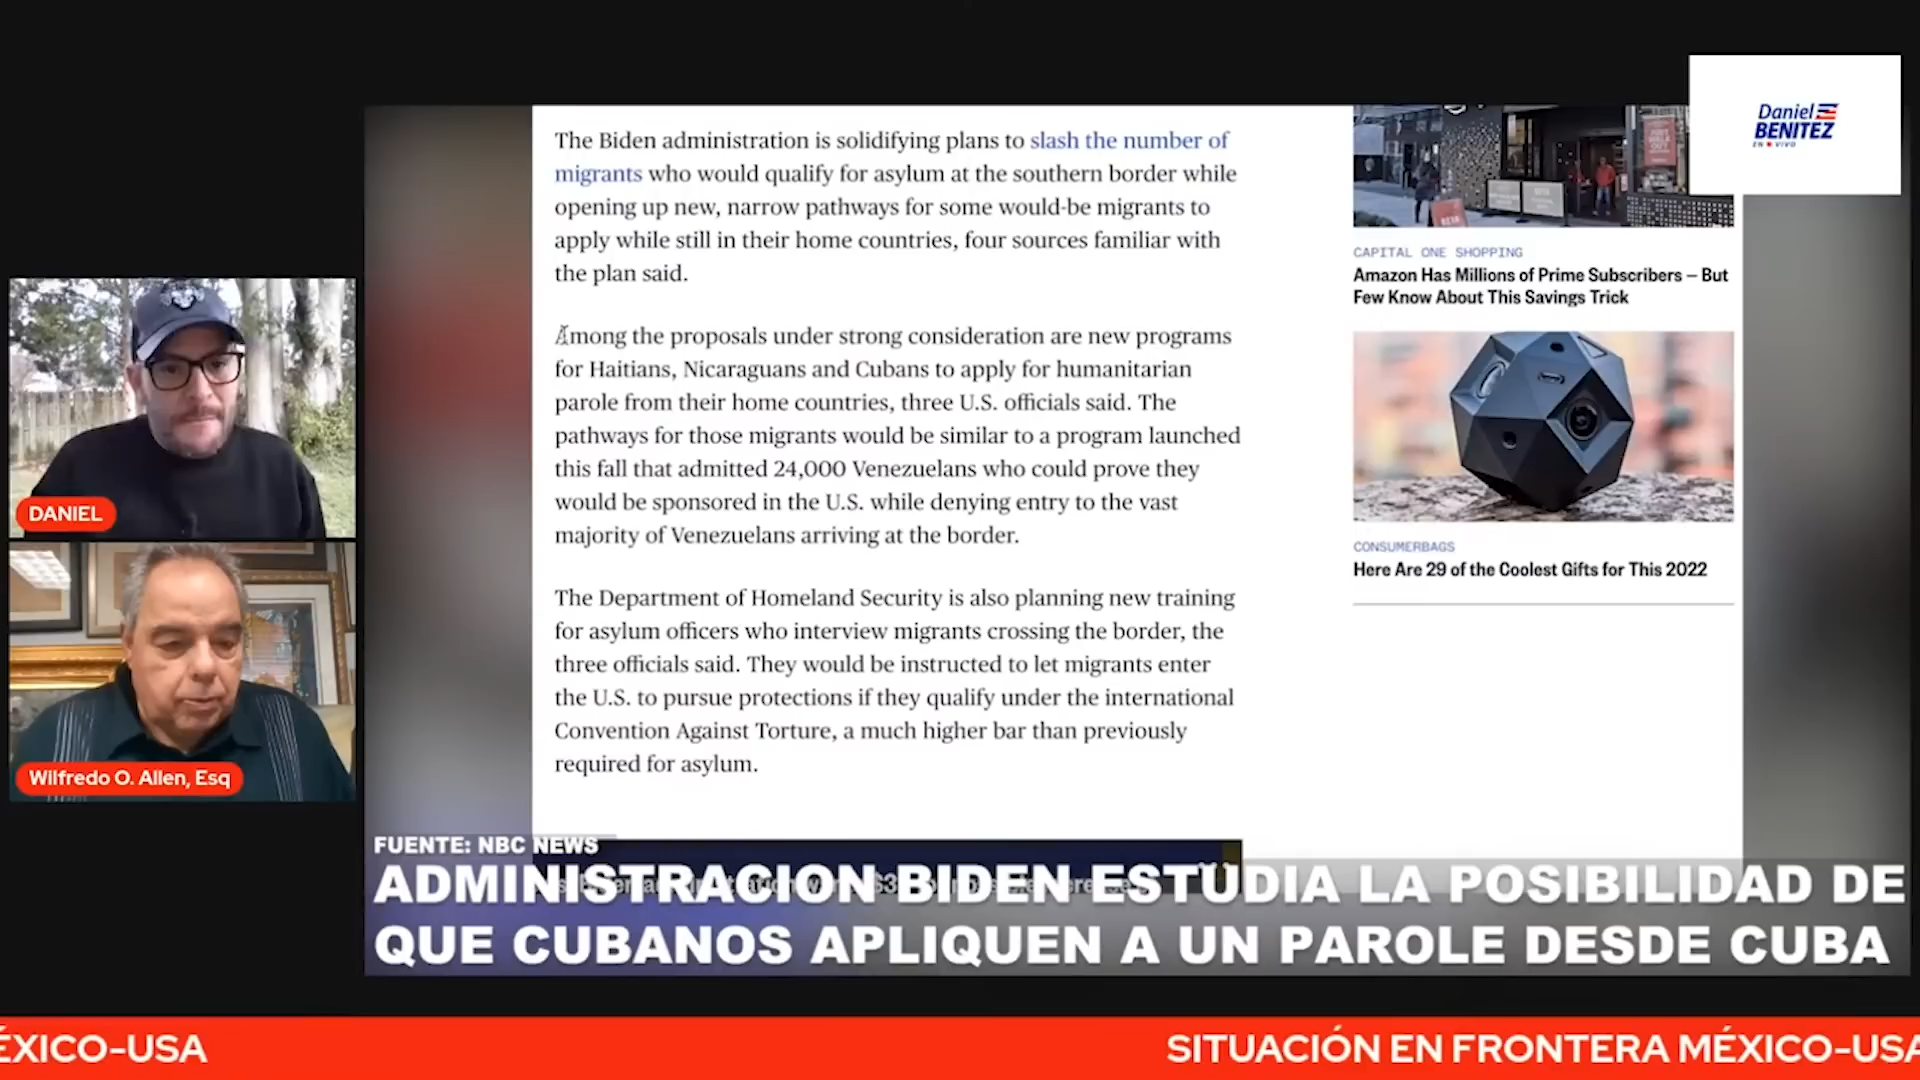 Daniel
BENITEZ
EN VIVO
The Biden administration is solidifying plans to slash the number of
migrants who would qualify for asylum at the southern border while
opening up new, narrow pathways for some would-be migrants to
apply while still in their home countries, four sources familiar with
the plan said.
Among the proposals under strong consideration are new programs
for Haitians, Nicaraguans and Cubans to apply for humanitarian
parole from their home countries, three U.S. officials said. The
pathways for those migrants would be similar to a program launched
this fall that admitted 24,000 Venezuelans who could prove they
would be sponsored in the U.S. while denying entry to the vast
majority of Venezuelans arriving at the border.
The Department of Homeland Security is also planning new training
for asylum officers who interview migrants crossing the border, the
three officials said. They would be instructed to let migrants enter
the U.S. to pursue protections if they qualify under the international
Convention Against Torture, a much higher bar than previously
required for asylum.
CAPITAL ONE SHOPPING
Amazon Has Millions of Prime Subscribers – But
Few Know About This Savings Trick
CONSUMERBAGS
Here Are 29 of the Coolest Gifts for This 2022
DANIEL
Wilfredo O. Allen, Esq
FUENTE: NBC NEWS
ADMINISTRACION BIDEN ESTUDIA LA POSIBILIDAD DE
QUE CUBANOS APLIQUEN A UN PAROLE DESDE CUBA
ÉXICO-USA
SITUACIÓN EN FRONTERA MÉXICO-USA